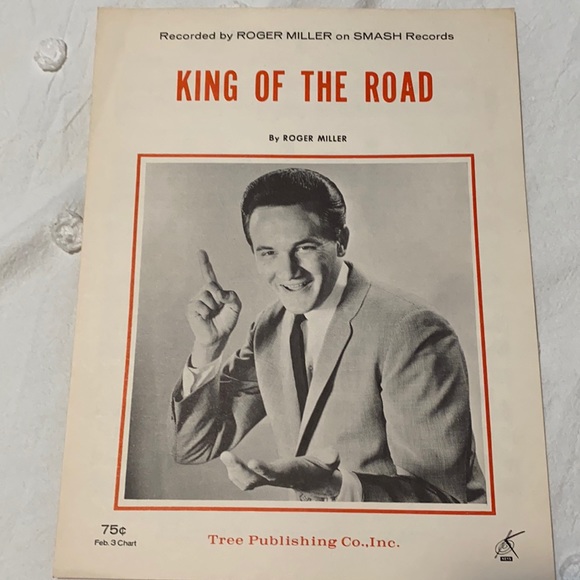 Recorded by ROGER MILLER on SMASH Records
KING OF THE ROAD
By ROGER MILLER
75¢
Feb. 3 Chart
Tree Publishing Co.,Inc.